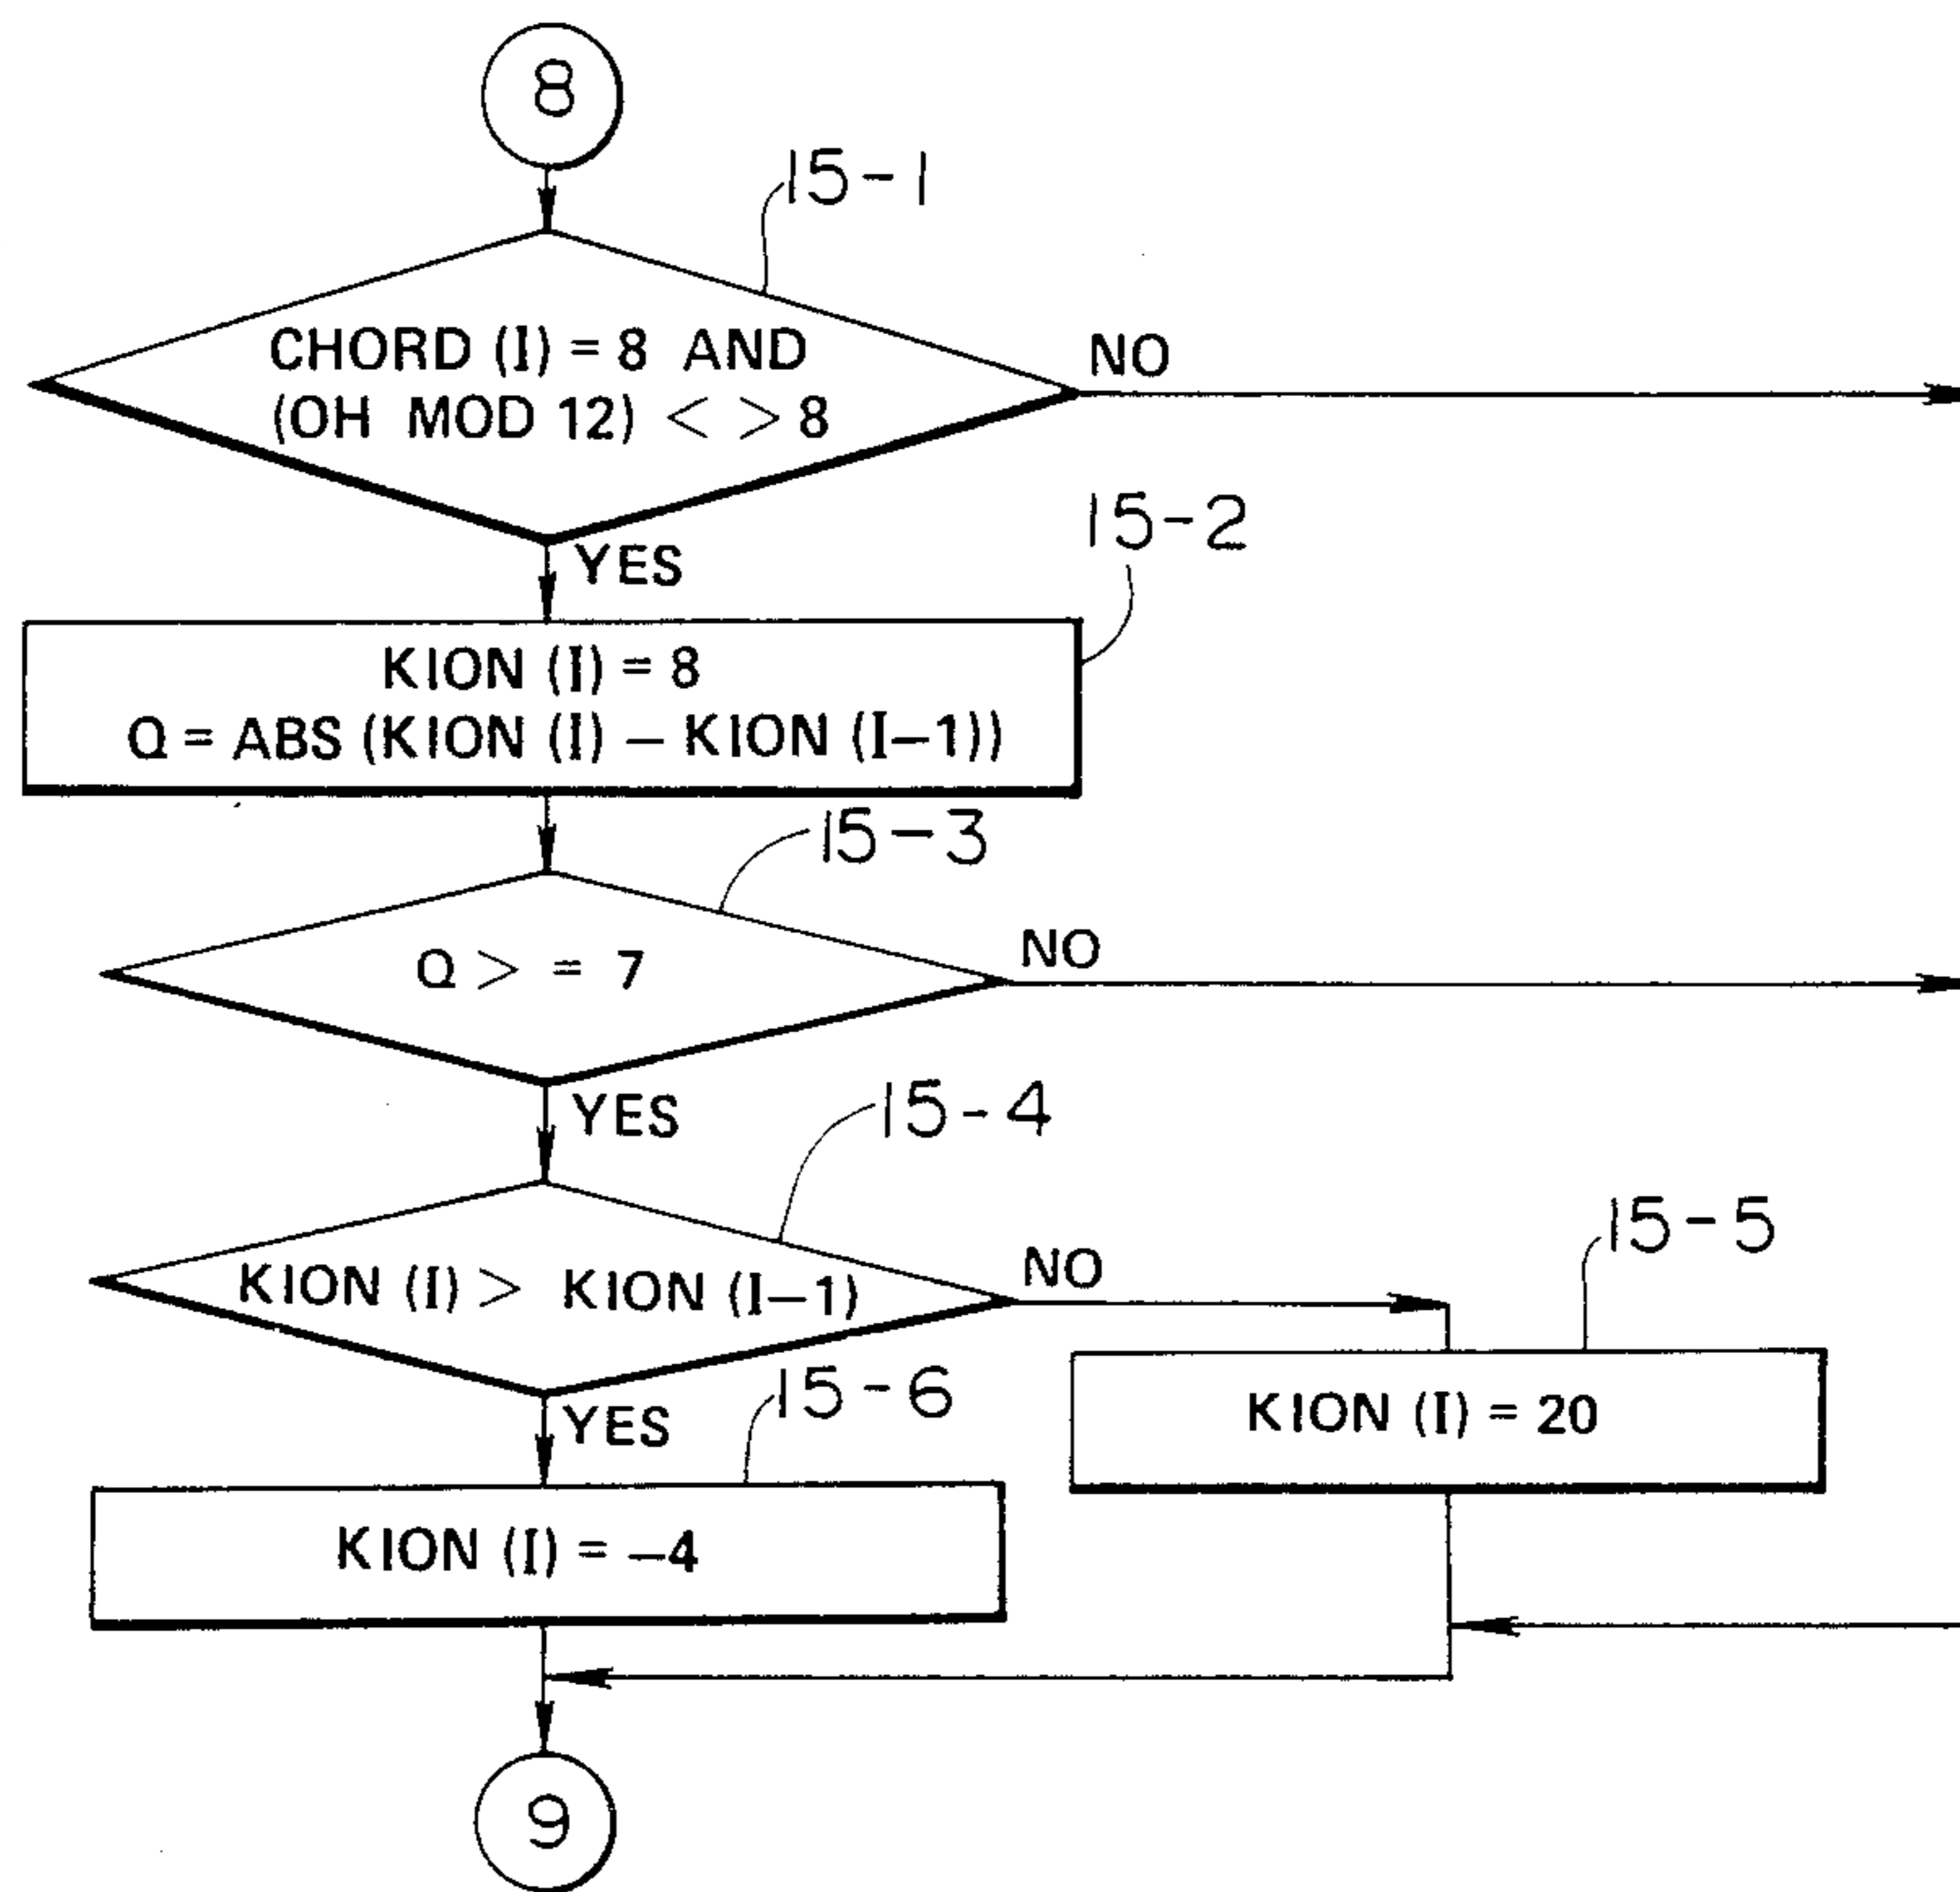 8
15-1
CHORD (I) = 8 AND
(OH MOD 12) < > 8
NO
YES
15-2
KION (I) = 8
Q = ABS (KION (I) – KION (I–1))
15-3
Q > = 7
NO
YES
15-4
KION (I) > KION (I–1)
NO
YES
15-5
KION (I) = 20
15-6
KION (I) = –4
9